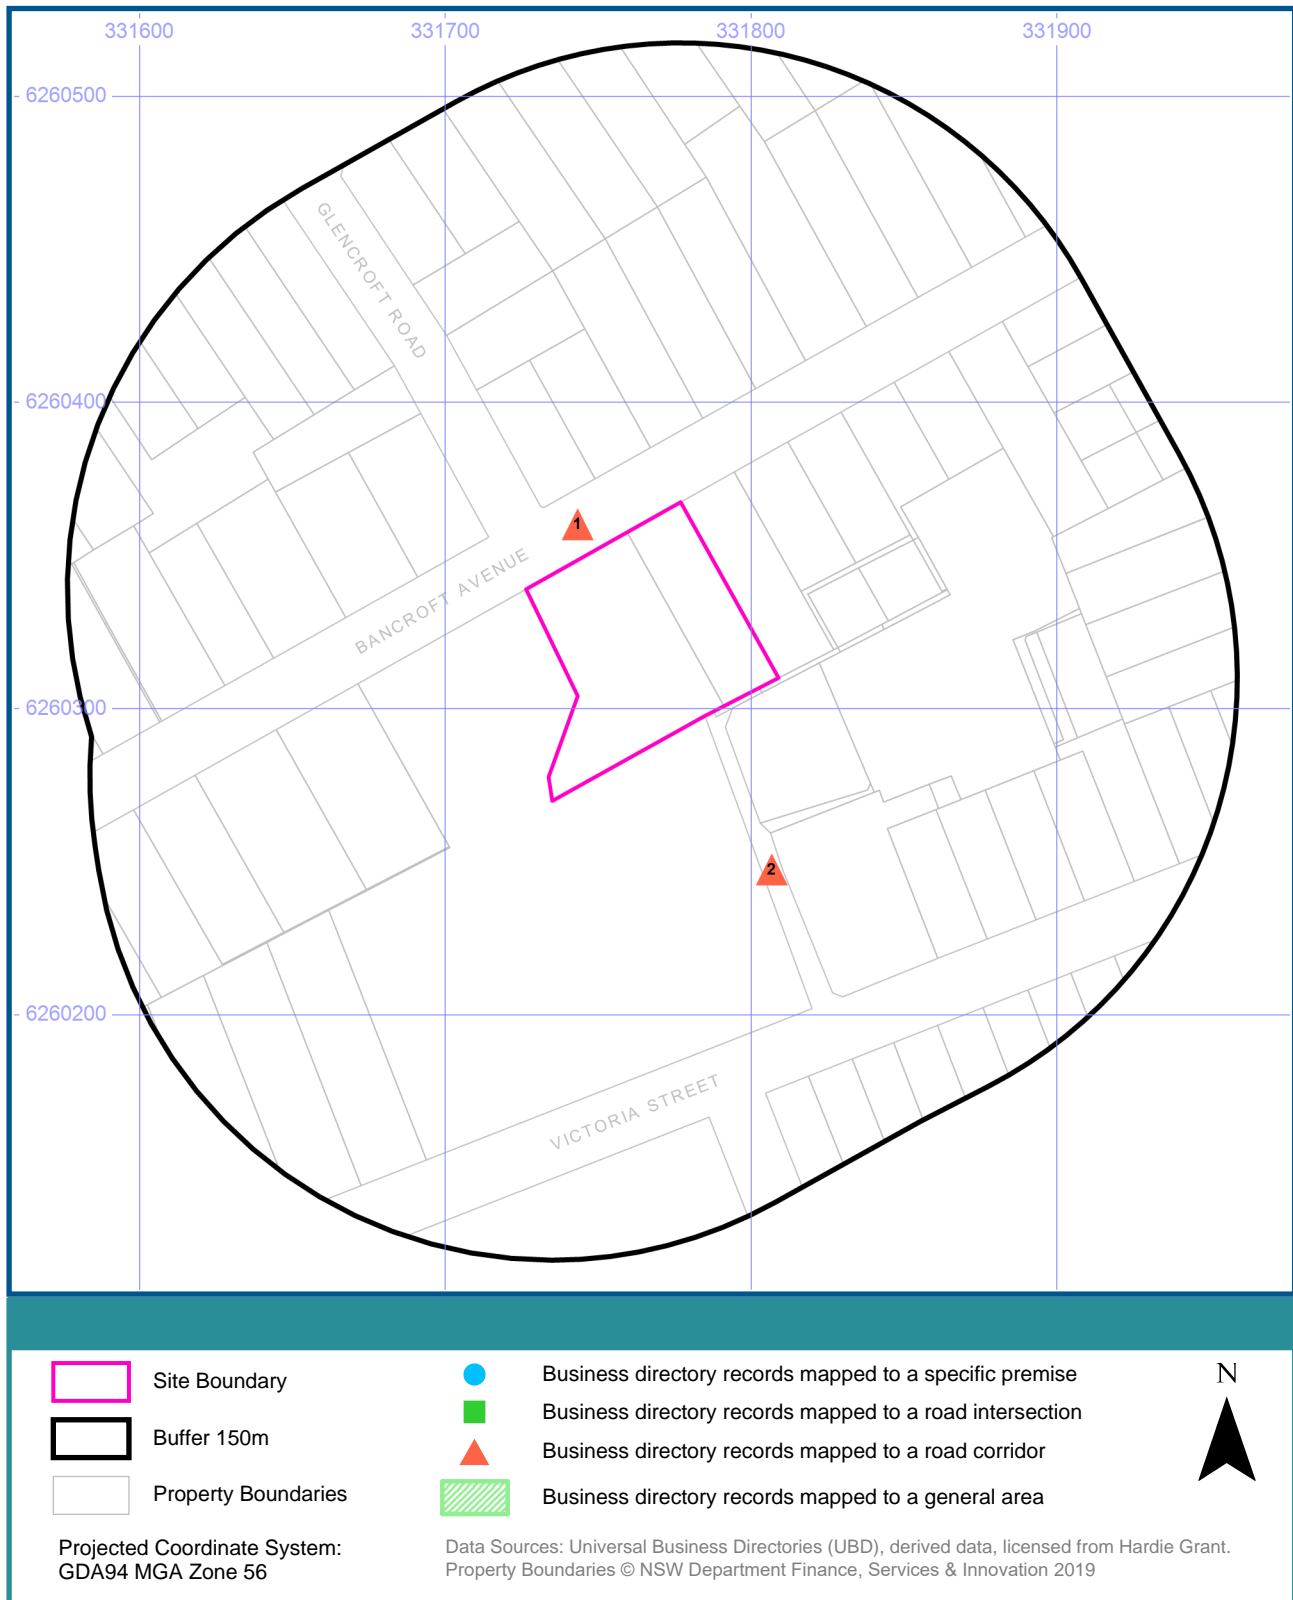 331600 331700 331800 331900
6260500
GLENCROFT ROAD
6260400
1
BANCROFT AVENUE
6260300
2
6260200
VICTORIA STREET
Site Boundary
Buffer 150m
Property Boundaries
Business directory records mapped to a specific premise
Business directory records mapped to a road intersection
Business directory records mapped to a road corridor
Business directory records mapped to a general area
N
Projected Coordinate System:
GDA94 MGA Zone 56
Data Sources: Universal Business Directories (UBD), derived data, licensed from Hardie Grant.
Property Boundaries © NSW Department Finance, Services & Innovation 2019